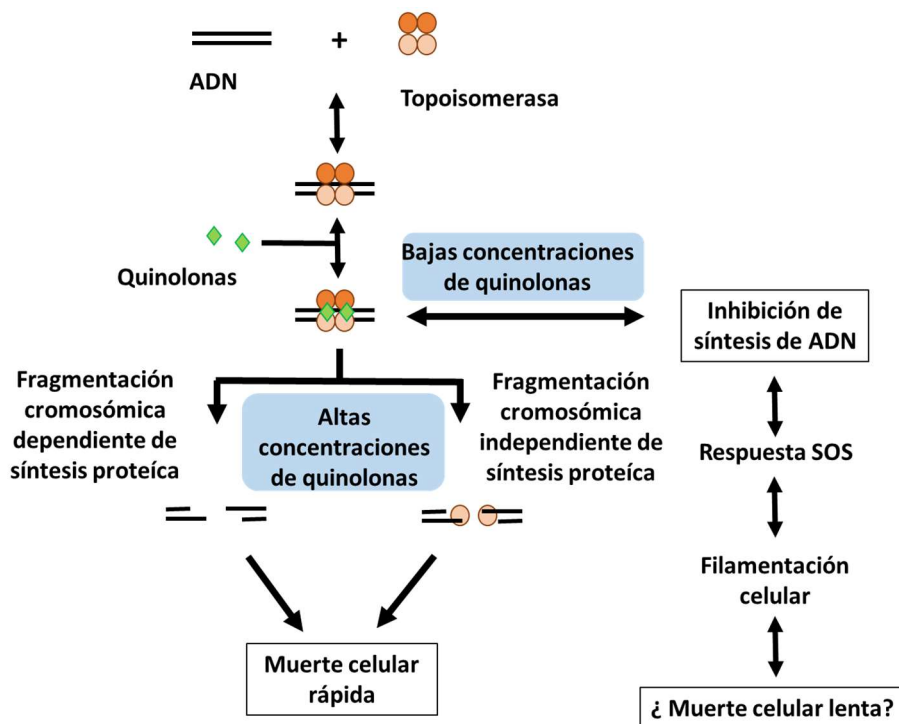 +
ADN
Topoisomerasa
Quinolonas
Bajas concentraciones
de quinolonas
Inhibición de
síntesis de ADN
Fragmentación
cromosómica
dependiente de
síntesis proteíca
Altas
concentraciones
de quinolonas
Fragmentación
cromosómica
independiente de
síntesis proteíca
Respuesta SOS
Filamentación
celular
Muerte celular
rápida
¿ Muerte celular lenta?